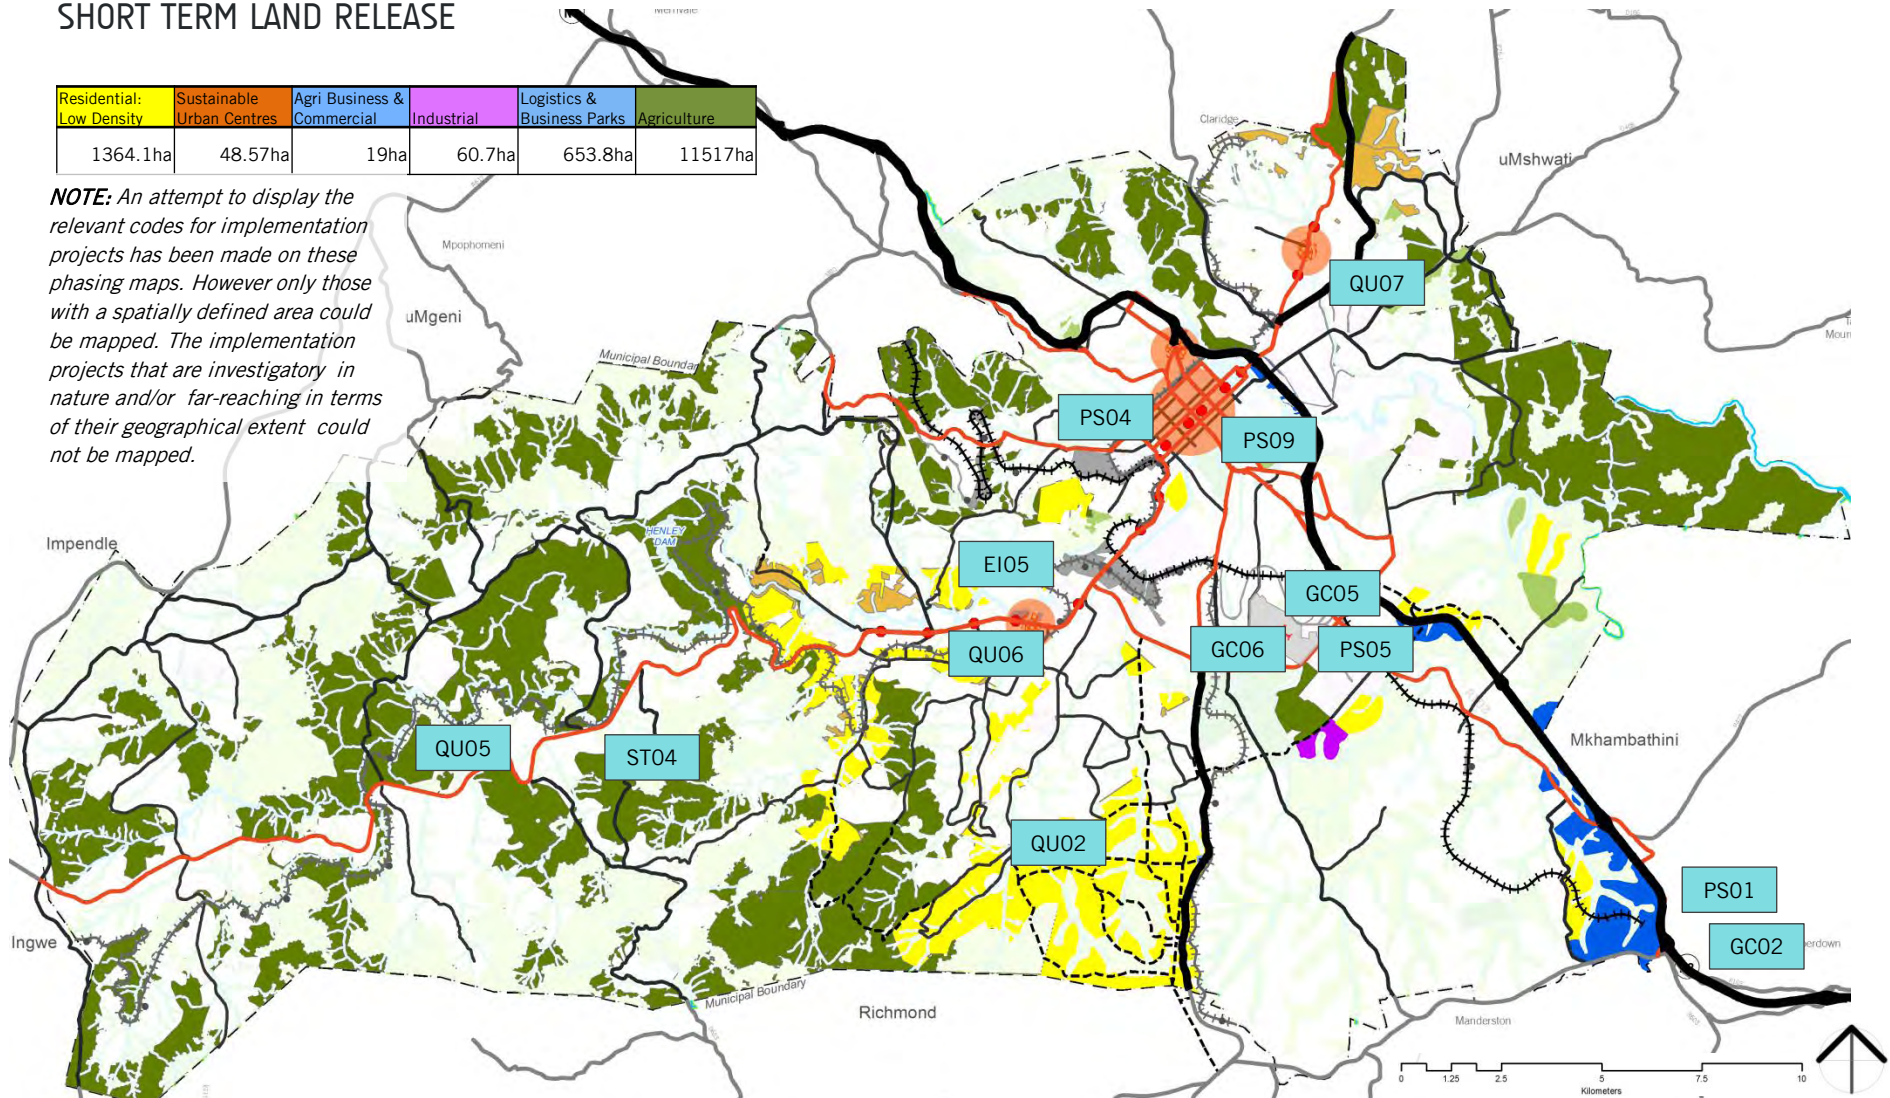 SHORT TERM LAND RELEASE
Residential: Low Density
Sustainable Urban Centres
Agri Business & Commercial
Industrial
Logistics & Business Parks
Agriculture
1364.1ha
48.57ha
19ha
60.7ha
653.8ha
11517ha
NOTE: An attempt to display the
relevant codes for implementation
projects has been made on these
phasing maps. However only those
with a spatially defined area could
be mapped. The implementation
projects that are investigatory in
nature and/or far-reaching in terms
of their geographical extent could
not be mapped.
Merrivale
Claridge
uMshwati
Mpophomeni
uMgeni
QU07
Municipal Boundar
PS04
PS09
HENLEY
DAM
Impendle
EI05
GC05
QU06
GC06
PS05
QU05
ST04
Mkhambathini
QU02
PS01
Ingwe
GC02
erdown
Municipal Boundary
Richmond
Manderston
0
1.25
2.5
5
7.5
10
Kilometers